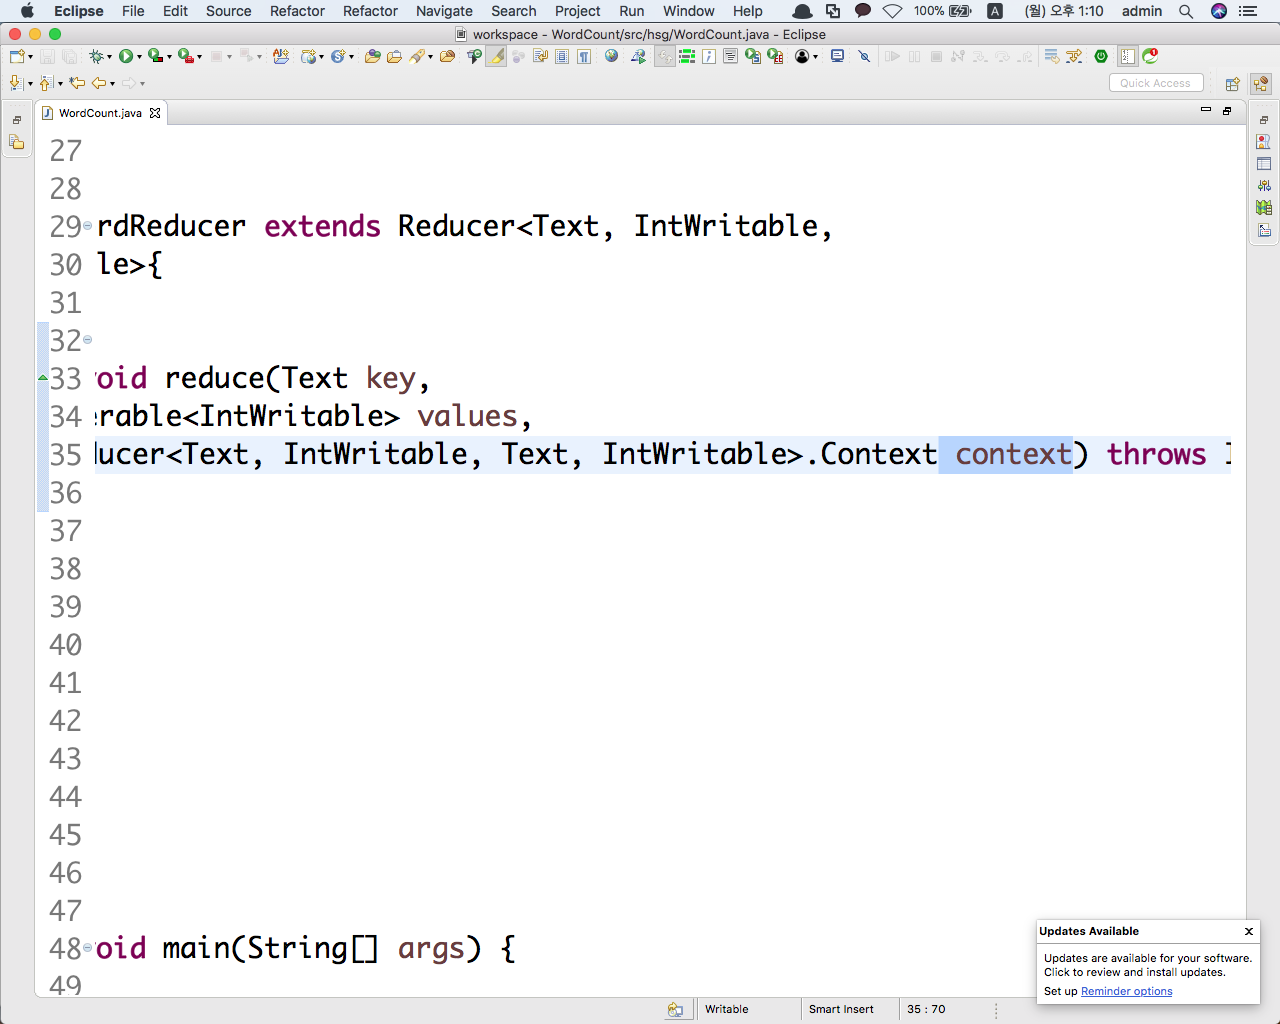 Eclipse File Edit Source Refactor Refactor Navigate Search Project Run Window Help 100% A (월) 오후 1:10 admin
workspace - WordCount/src/hsg/WordCount.java - Eclipse
Quick Access
WordCount.java
27
28
29 rdReducer extends Reducer<Text, IntWritable,
30 le>{
31
32
33 oid reduce(Text key,
34 erable<IntWritable> values,
35 ducer<Text, IntWritable, Text, IntWritable>.Context context) throws I
36
37
38
39
40
41
42
43
44
45
46
47
48 oid main(String[] args) {
49
Updates Available
Updates are available for your software.
Click to review and install updates.
Set up Reminder options
Writable Smart Insert 35 : 70